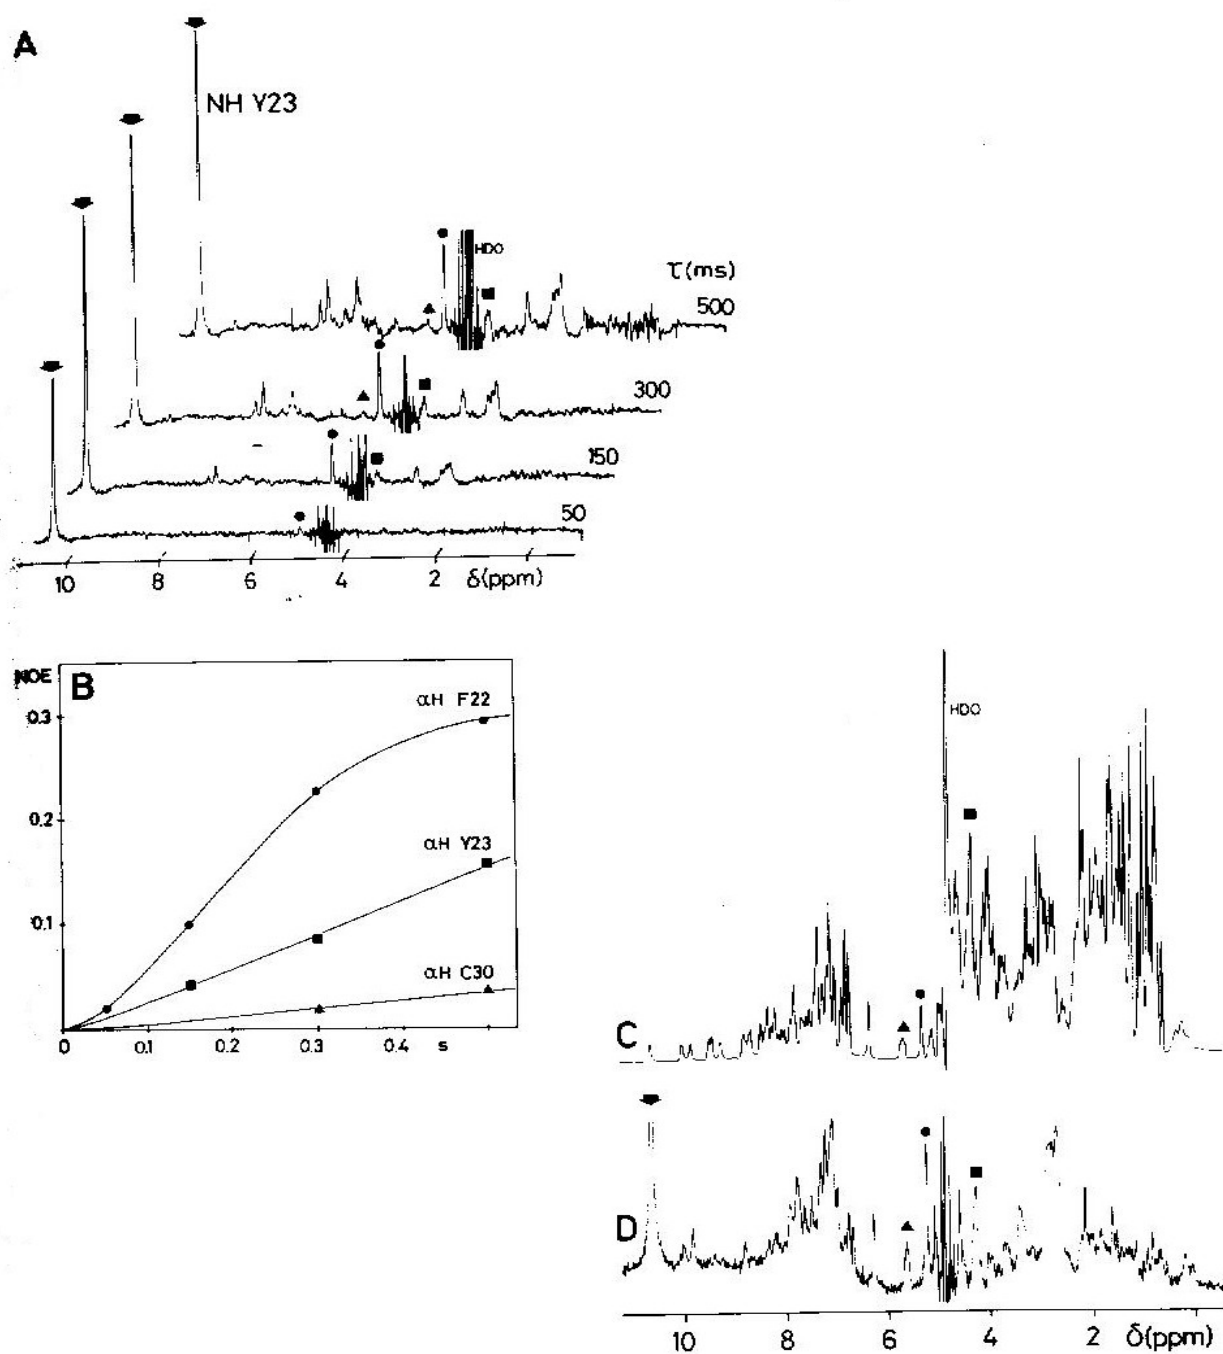 A
NH Y23
HDO
τ(ms)
500
300
150
50
10 8 6 4 2 δ(ppm)
NOE
B
αH F22
0.3
0.2
αH Y23
0.1
αH C30
0 0.1 0.2 0.3 0.4 s
HDO
C
D
10 8 6 4 2 δ(ppm)